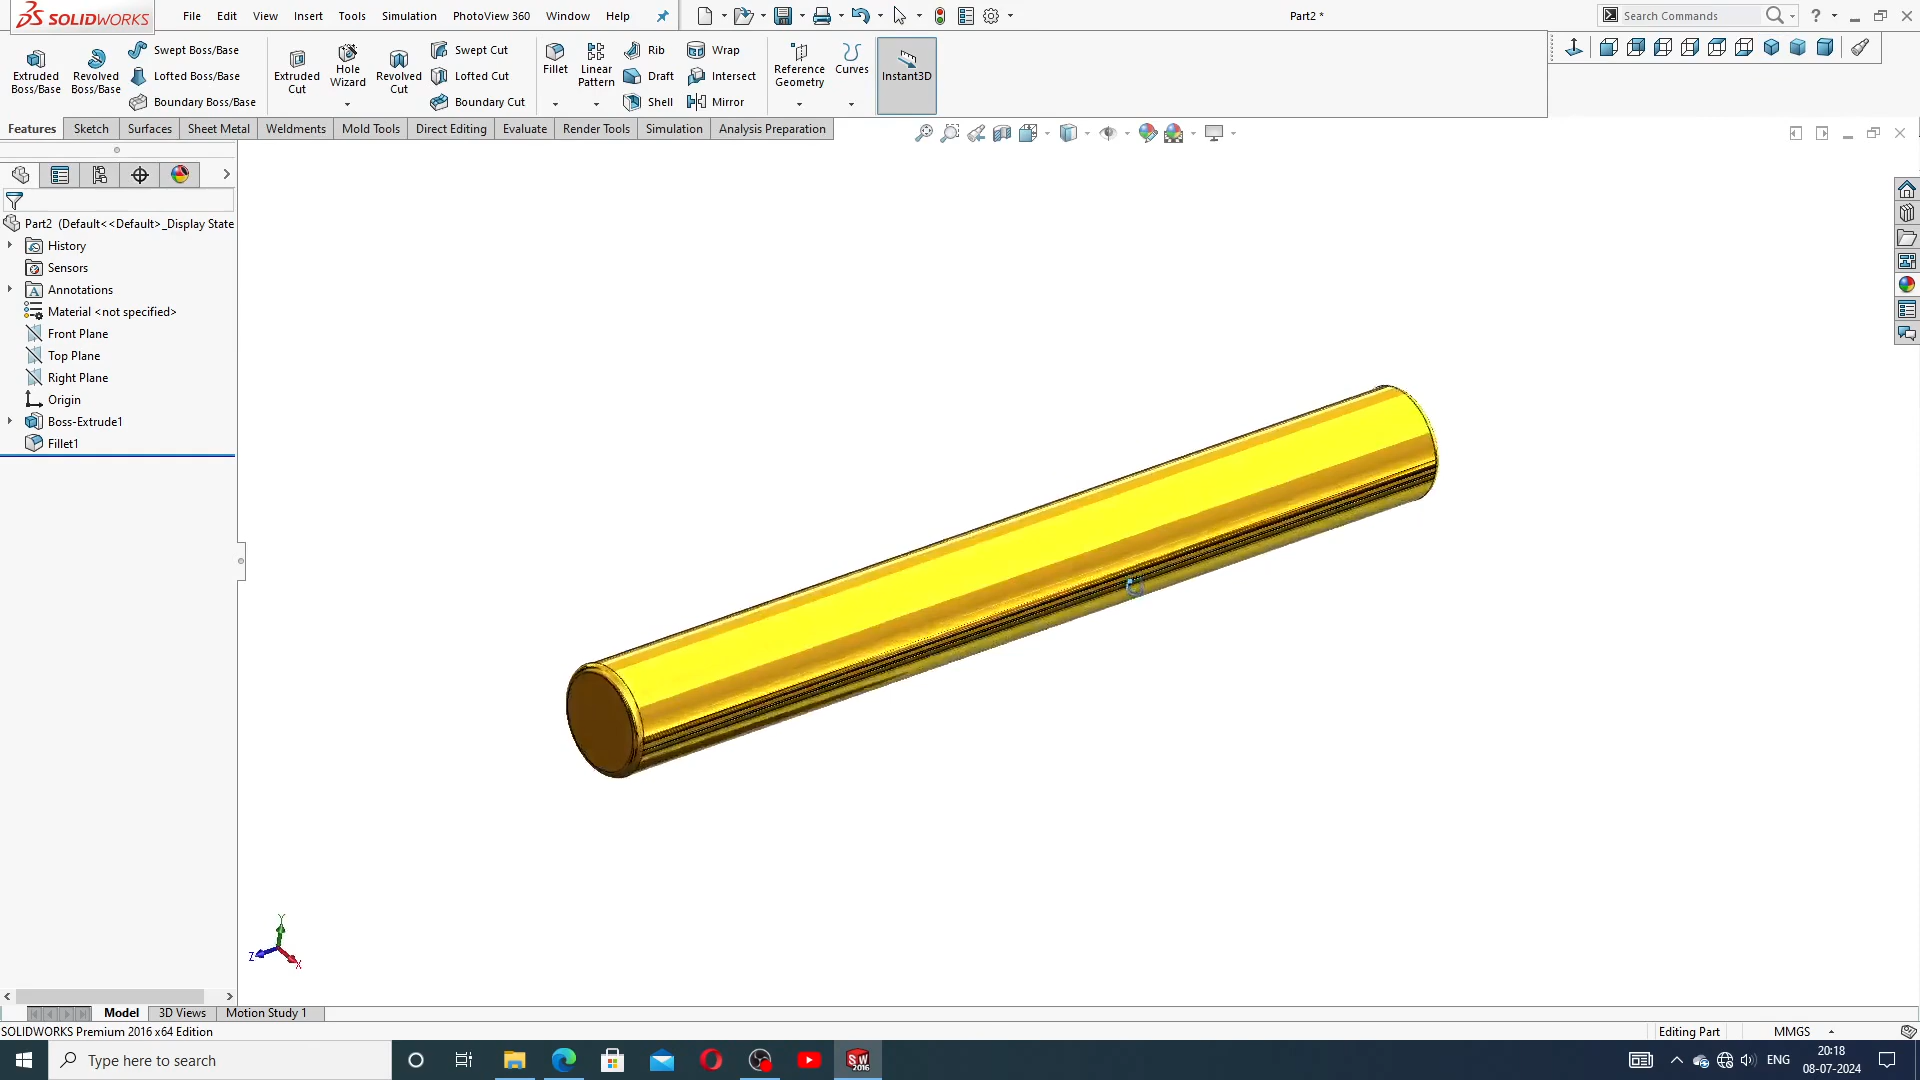 SOLIDWORKS File Edit View Insert Tools Simulation PhotoView 360 Window Help Part2 * Search Commands ?
Extruded Boss/Base
Revolved Boss/Base
Swept Boss/Base
Lofted Boss/Base
Boundary Boss/Base
Extruded Cut
Hole Wizard
Revolved Cut
Swept Cut
Lofted Cut
Boundary Cut
Fillet
Linear Pattern
Rib
Draft
Shell
Wrap
Intersect
Mirror
Reference Geometry
Curves
Instant3D
Features Sketch Surfaces Sheet Metal Weldments Mold Tools Direct Editing Evaluate Render Tools Simulation Analysis Preparation
Part2 (Default<<Default>_Display State
History
Sensors
Annotations
Material <not specified>
Front Plane
Top Plane
Right Plane
Origin
Boss-Extrude1
Fillet1
Y
Z
X
Model 3D Views Motion Study 1
SOLIDWORKS Premium 2016 x64 Edition Editing Part MMGS
Type here to search ENG 20:18
08-07-2024